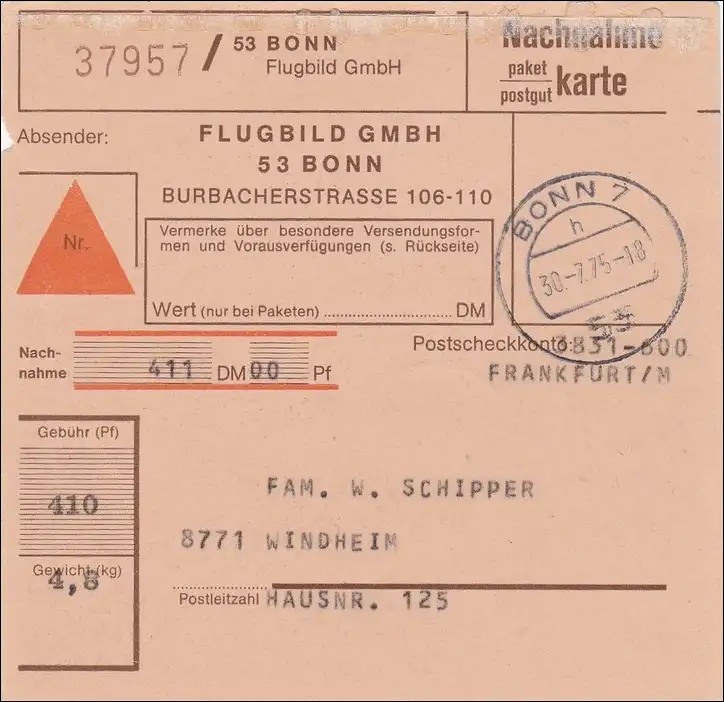 37957 / 53 BONN
Flugbild GmbH
Nachnahme
paket
postgut
karte
Absender:
FLUGBILD GMBH
53 BONN
BURBACHERSTRASSE 106-110
Nr.
Vermerke über besondere Versendungsfor-
men und Vorausverfügungen (s. Rückseite)
Wert (nur bei Paketen) ........ DM
BONN 7
h
30.-7.75-18
53
Nach-
nahme
411 DM 00 Pf
Postscheckkonto: 3831-600
FRANKFURT/M
Gebühr (Pf)
410
Gewicht (kg)
4,8
FAM. W. SCHIPPER
8771 WINDHEIM
Postleitzahl HAUSNR. 125